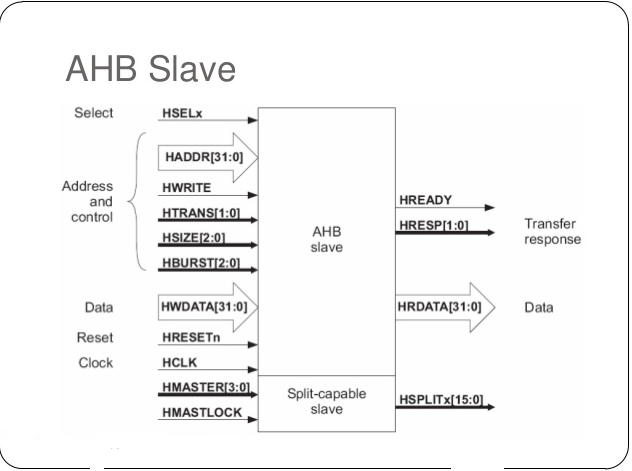 AHB Slave
Select
HSELx
HADDR[31:0]
Address
and
control
HWRITE
HTRANS[1:0]
HSIZE[2:0]
HBURST[2:0]
AHB
slave
HREADY
HRESP[1:0]
Transfer
response
Data
HWDATA[31:0]
HRDATA[31:0]
Data
Reset
HRESETn
Clock
HCLK
HMASTER[3:0]
HMASTLOCK
Split-capable
slave
HSPLITx[15:0]